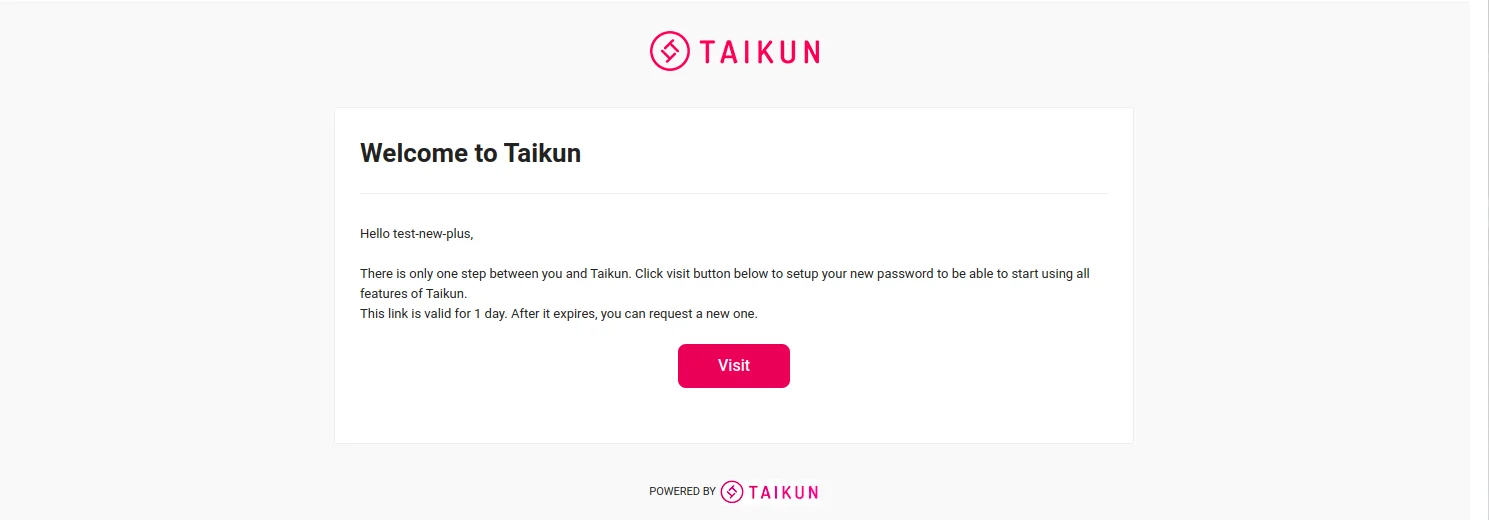 TAIKUN
Welcome to Taikun
Hello test-new-plus,
There is only one step between you and Taikun. Click visit button below to setup your new password to be able to start using all
features of Taikun.
This link is valid for 1 day. After it expires, you can request a new one.
Visit
POWERED BY TAIKUN